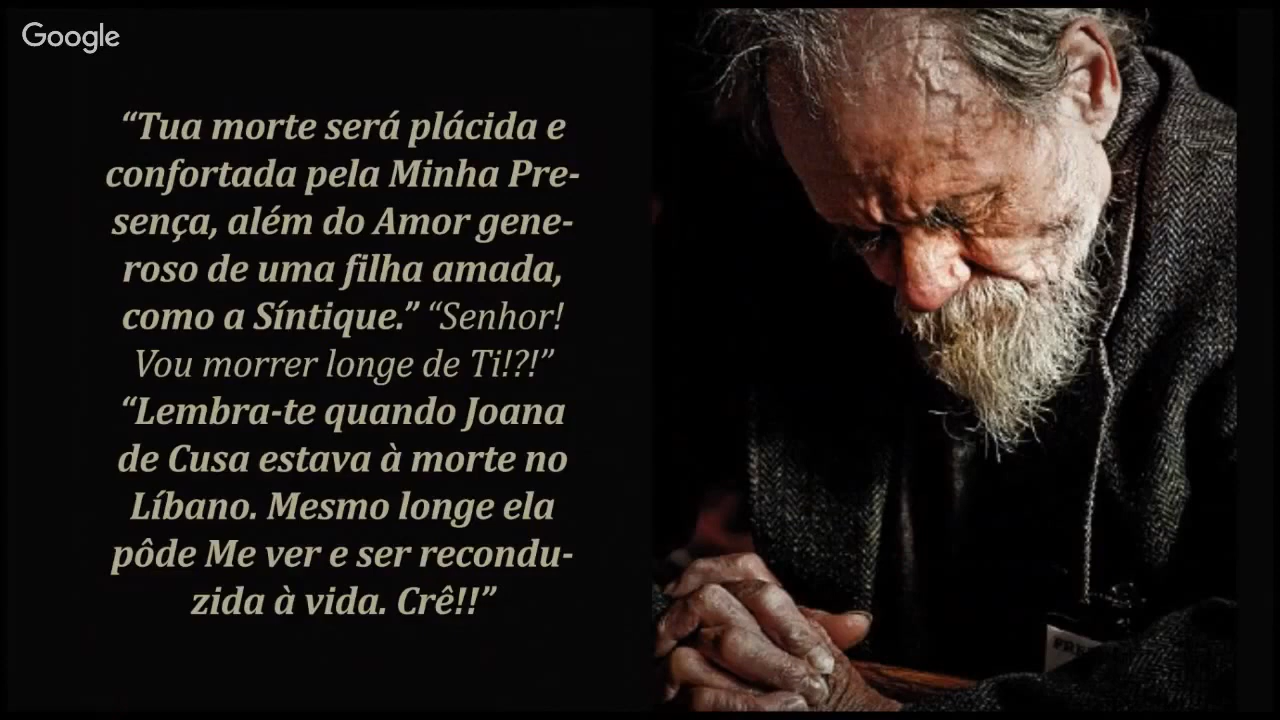 Google
“Tua morte será plácida e
confortada pela Minha Pre-
sença, além do Amor gene-
roso de uma filha amada,
como a Síntique.” “Senhor!
Vou morrer longe de Ti!?!”
“Lembra-te quando Joana
de Cusa estava à morte no
Líbano. Mesmo longe ela
pôde Me ver e ser recondu-
zida à vida. Crê!!”